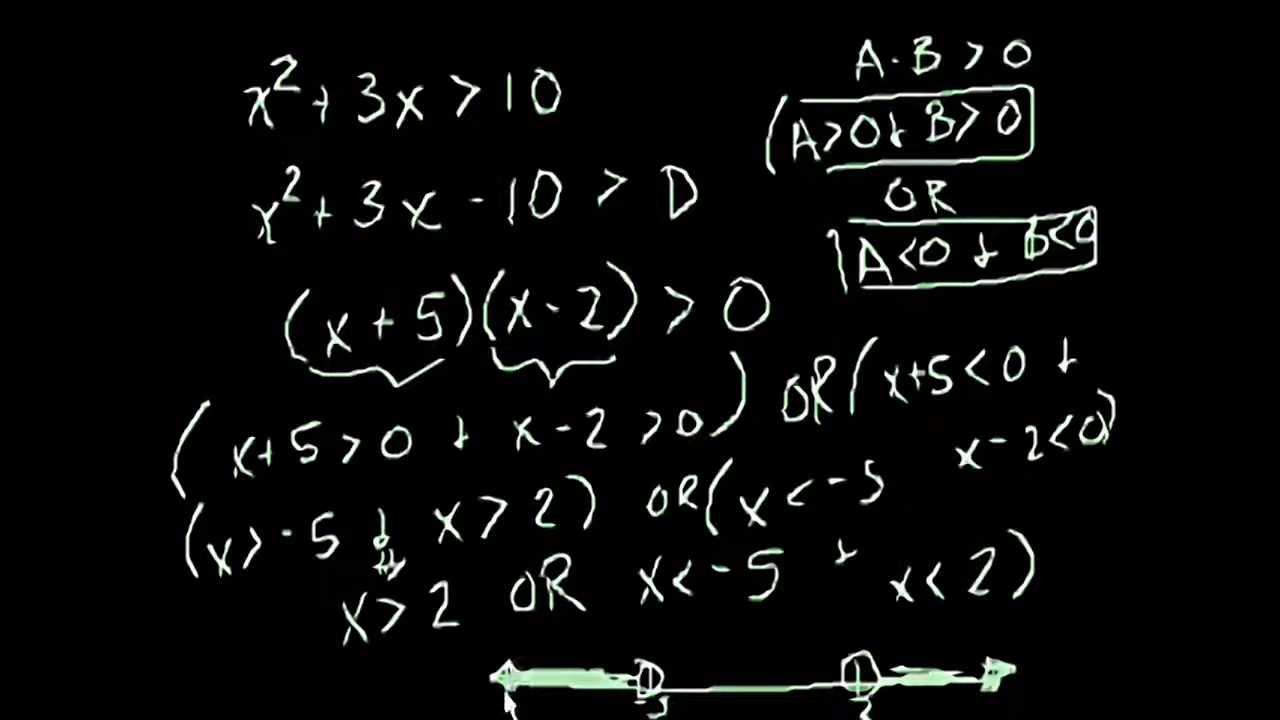 x² + 3x > 10
x² + 3x - 10 > 0
(x + 5)(x - 2) > 0
A · B > 0
(A > 0 + B > 0
OR
(A < 0 + B < 0
(x + 5 > 0 + x - 2 > 0) OR (x + 5 < 0 +
x - 2 < 0)
(x > -5 + x > 2) OR (x < -5
+ x < 2)
x > 2 OR x < -5